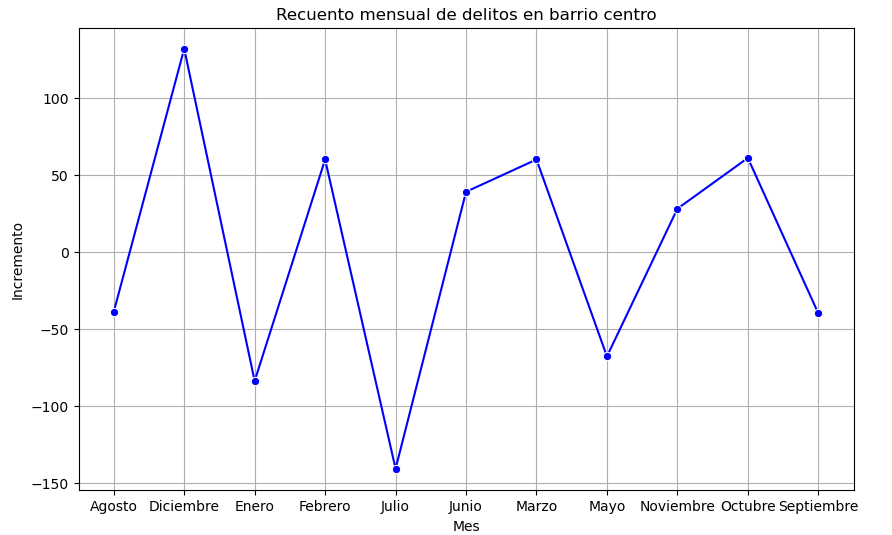 Recuento mensual de delitos en barrio centro
Incremento
100
50
0
−50
−100
−150
Agosto Diciembre Enero Febrero Julio Junio Marzo Mayo Noviembre Octubre Septiembre
Mes